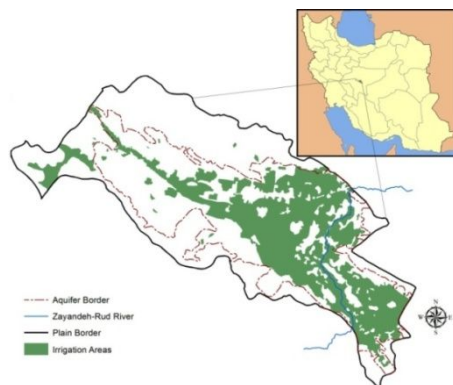 Aquifer Border
Zayandeh-Rud River
Plain Border
Irrigation Areas
N
W
E
S